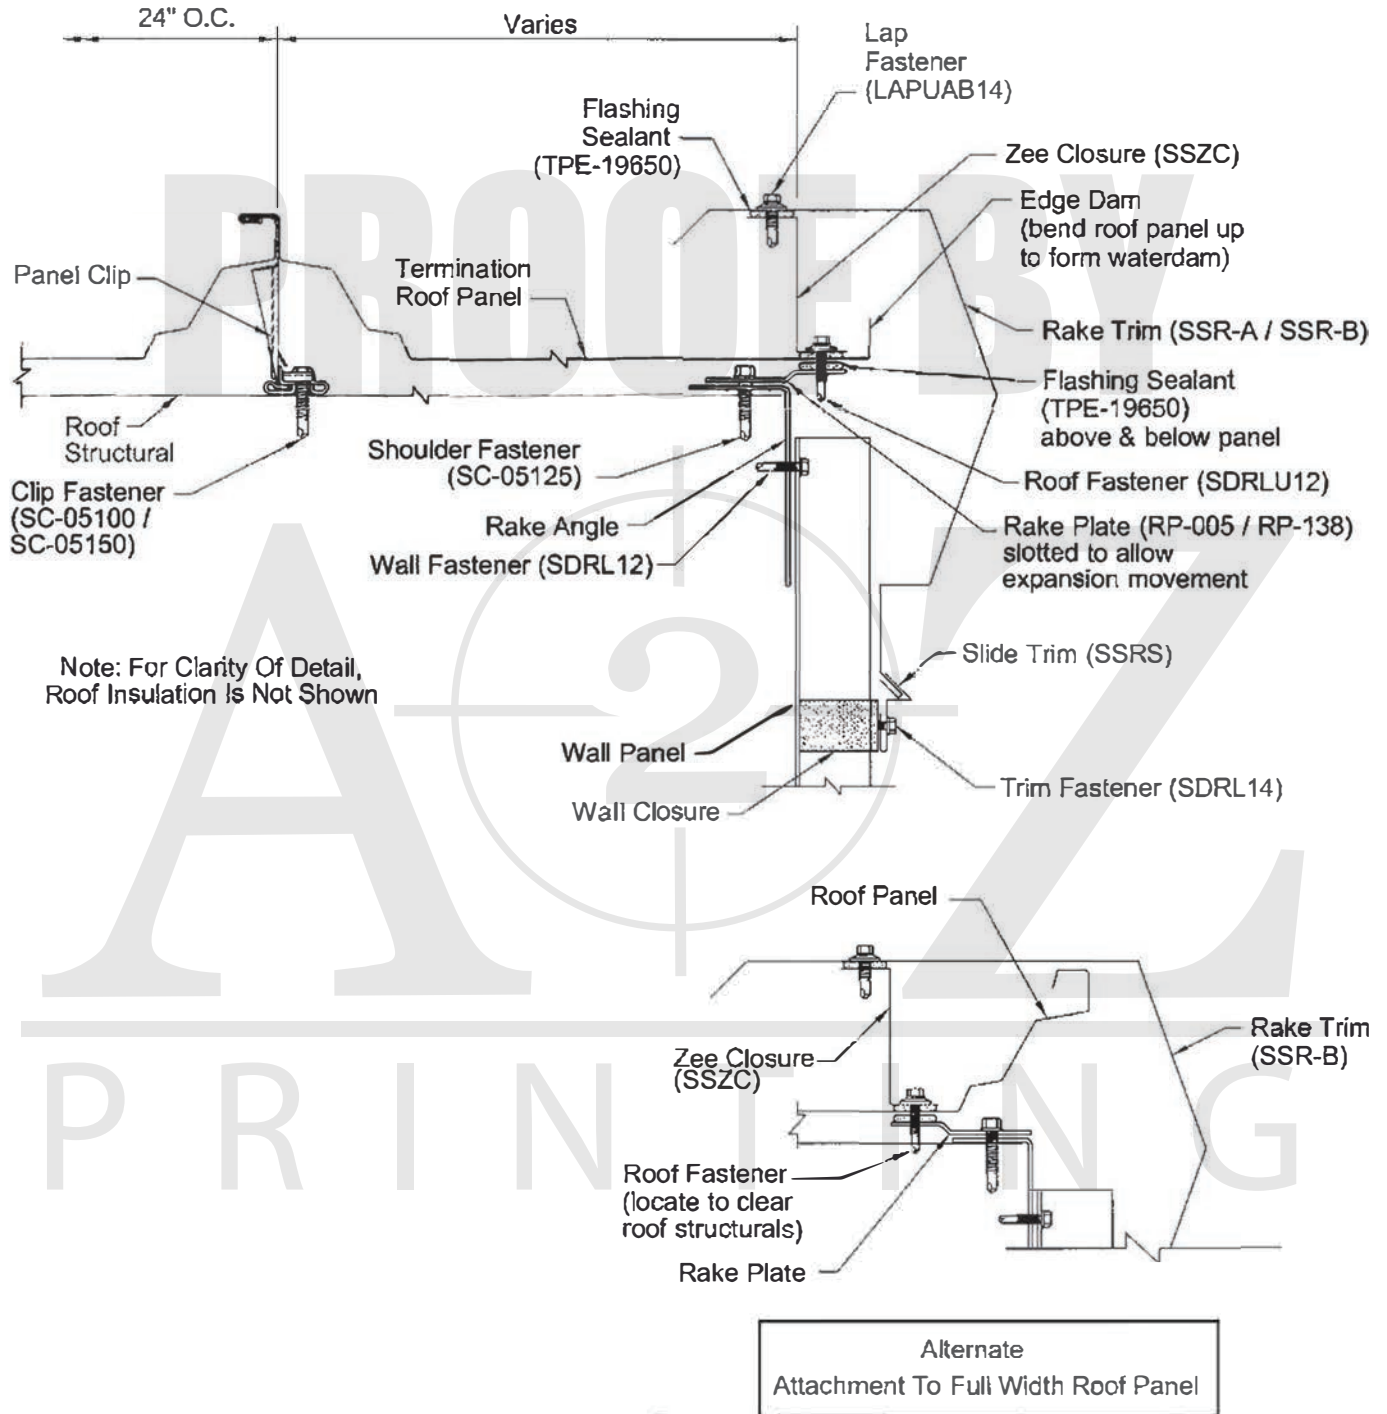 24" O.C.
Varies
Lap
Fastener
(LAPUAB14)
Flashing
Sealant
(TPE-19650)
Zee Closure (SSZC)
Edge Dam
(bend roof panel up
to form waterdam)
Panel Clip
Termination
Roof Panel
Rake Trim (SSR-A / SSR-B)
Flashing Sealant
(TPE-19650)
above & below panel
Roof
Structural
Shoulder Fastener
(SC-05125)
Roof Fastener (SDRLU12)
Clip Fastener
(SC-05100 /
SC-05150)
Rake Angle
Rake Plate (RP-005 / RP-138)
slotted to allow
expansion movement
Wall Fastener (SDRL12)
Note: For Clarity Of Detail,
Roof Insulation Is Not Shown
Slide Trim (SSRS)
Wall Panel
Wall Closure
Trim Fastener (SDRL14)
Roof Panel
Rake Trim
(SSR-B)
Zee Closure
(SSZC)
Roof Fastener
(locate to clear
roof structurals)
Rake Plate
Alternate
Attachment To Full Width Roof Panel
PROOF BY
A2Z
PRINTING